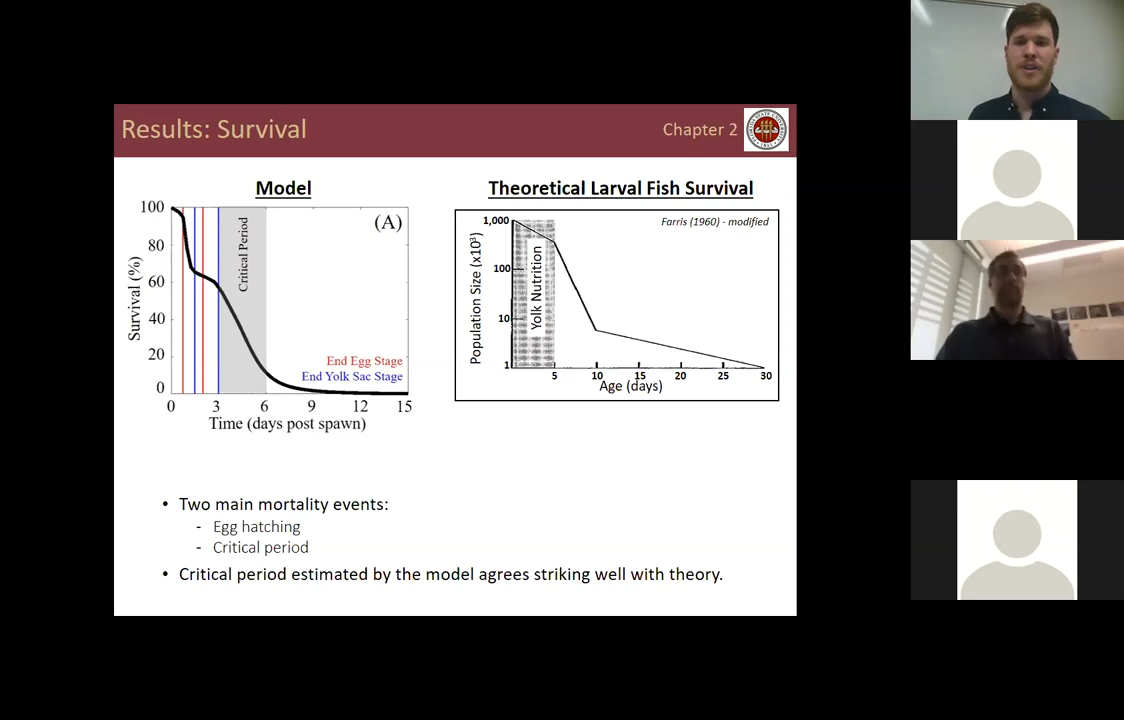 Results: Survival
Chapter 2
Model
Theoretical Larval Fish Survival
(A)
Critical Period
Survival (%)
100
80
60
40
20
0
End Egg Stage
End Yolk Sac Stage
0 3 6 9 12 15
Time (days post spawn)
Farris (1960) - modified
Yolk Nutrition
Population Size (x10³)
1,000
100
10
1
5 10 15 20 25 30
Age (days)
• Two main mortality events:
- Egg hatching
- Critical period
• Critical period estimated by the model agrees striking well with theory.